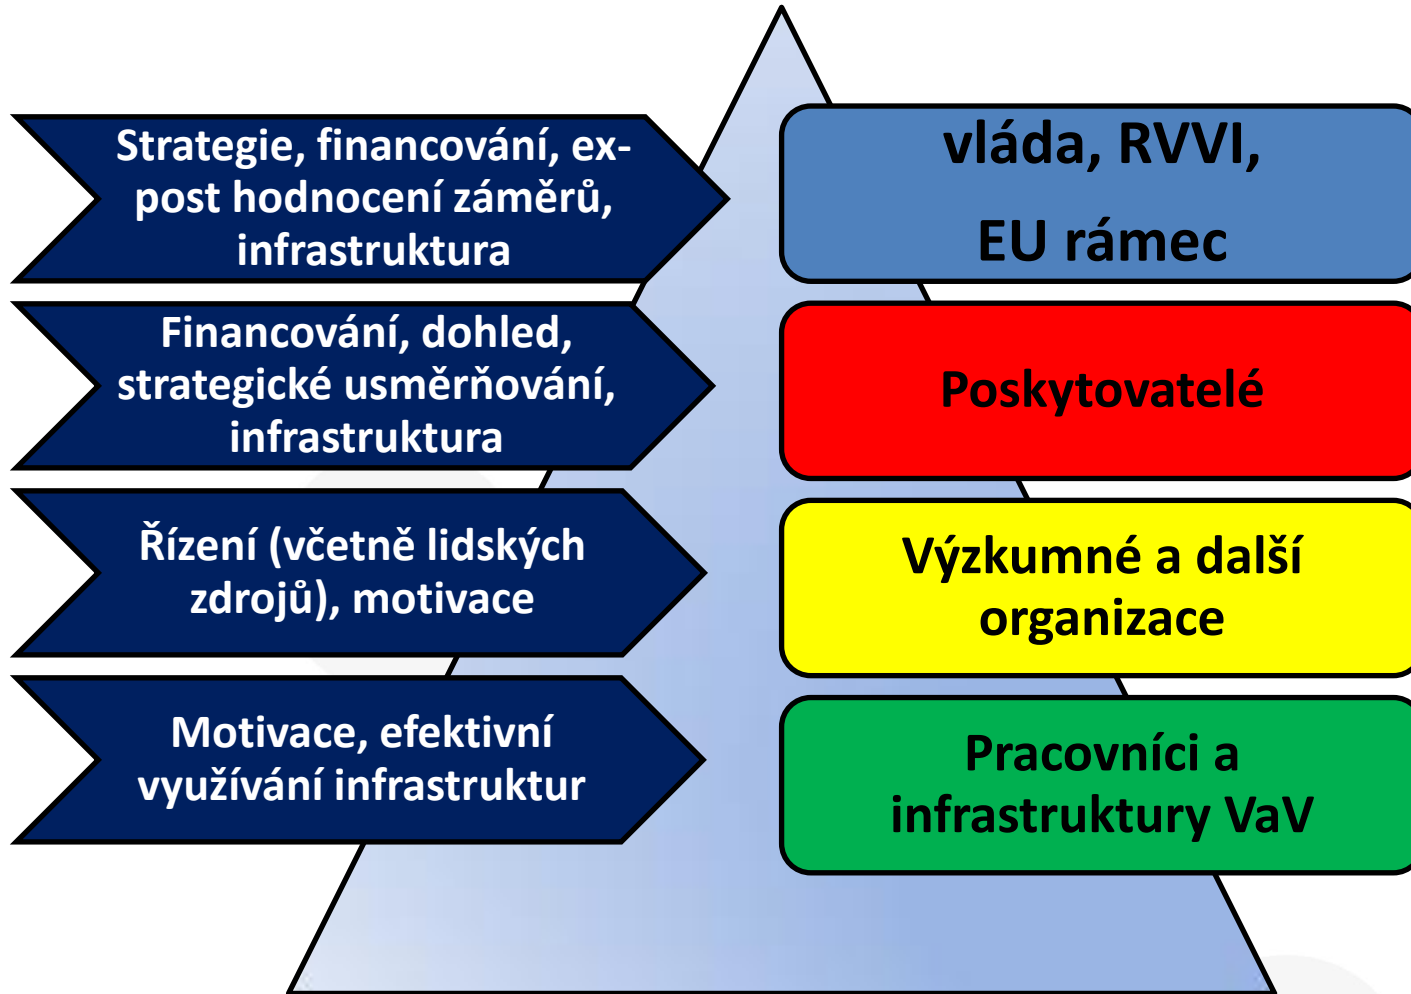 Strategie, financování, ex-
post hodnocení záměrů,
infrastruktura
vláda, RVVI,
EU rámec
Financování, dohled,
strategické usměrňování,
infrastruktura
Poskytovatelé
Řízení (včetně lidských
zdrojů), motivace
Výzkumné a další
organizace
Motivace, efektivní
využívání infrastruktur
Pracovníci a
infrastruktury VaV